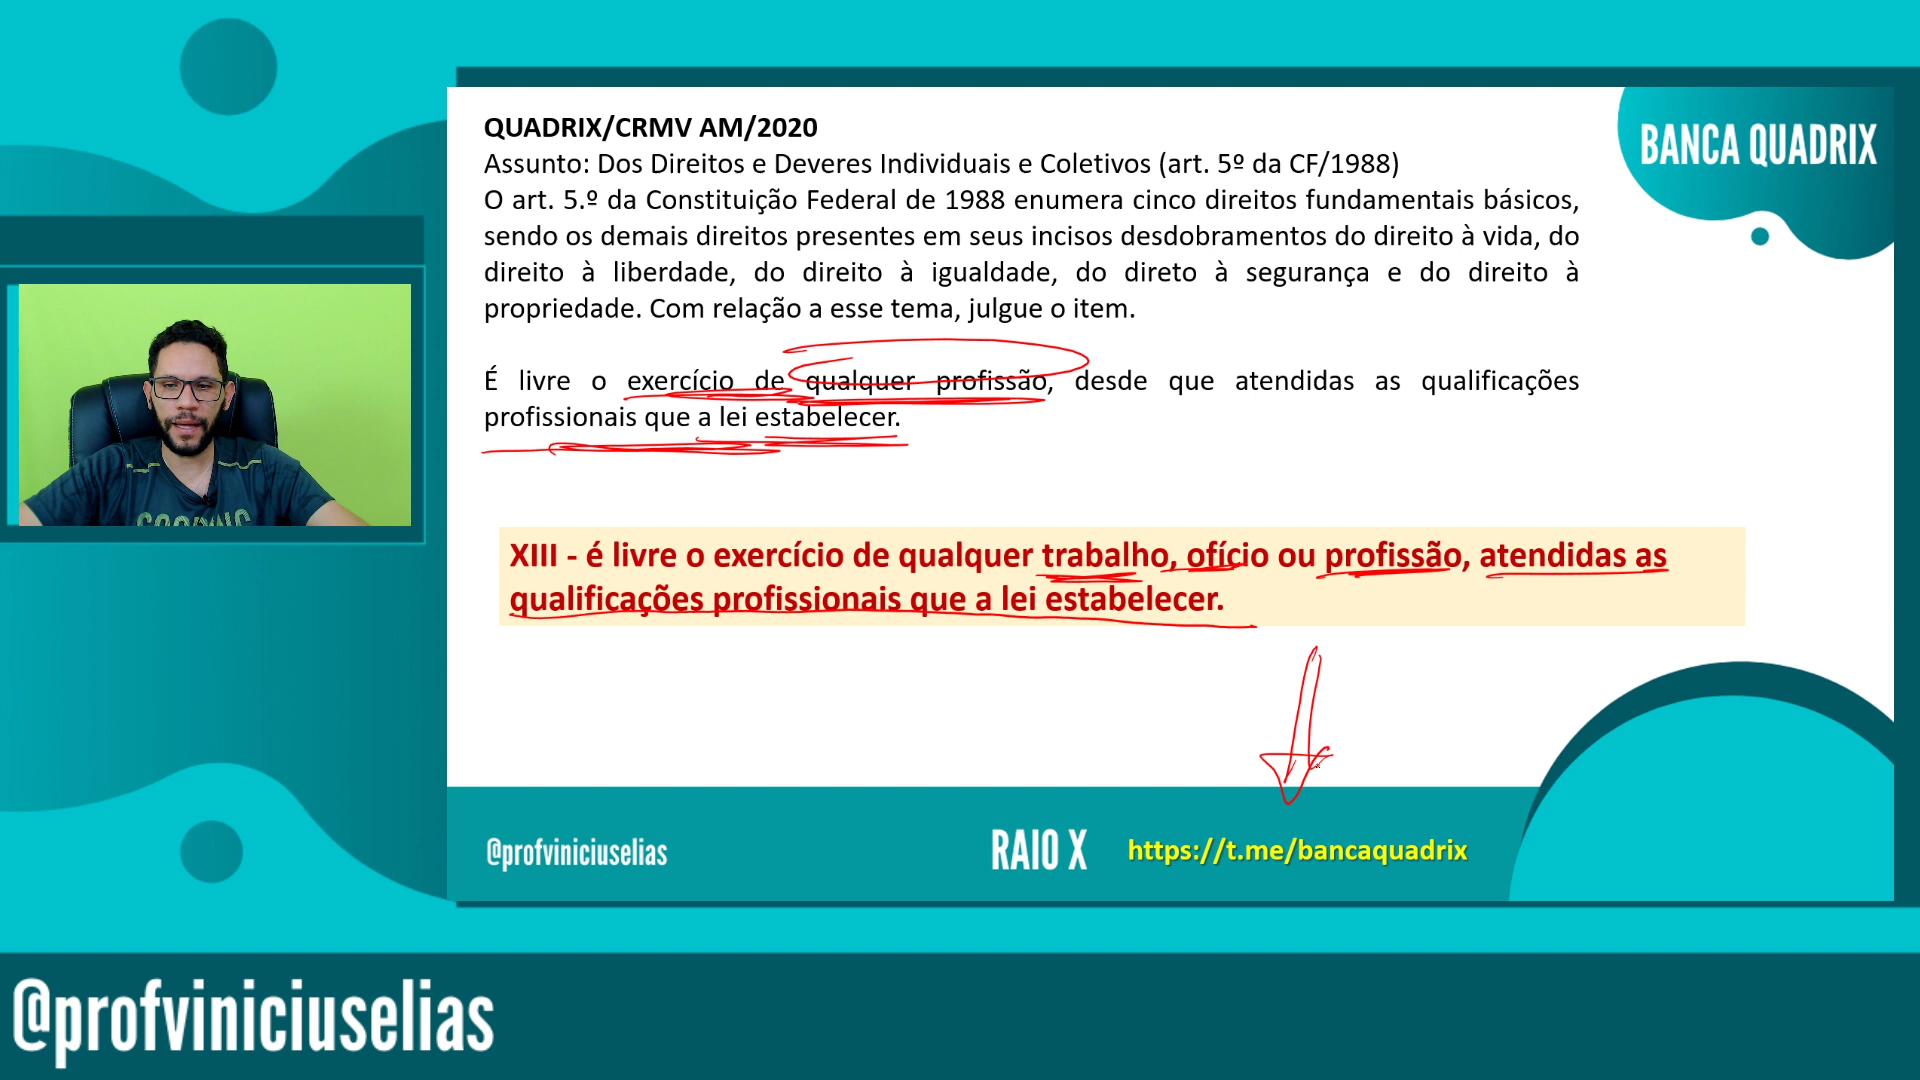 QUADRIX/CRMV AM/2020
Assunto: Dos Direitos e Deveres Individuais e Coletivos (art. 5º da CF/1988)
O art. 5.º da Constituição Federal de 1988 enumera cinco direitos fundamentais básicos,
sendo os demais direitos presentes em seus incisos desdobramentos do direito à vida, do
direito à liberdade, do direito à igualdade, do direto à segurança e do direito à
propriedade. Com relação a esse tema, julgue o item.
É livre o exercício de qualquer profissão, desde que atendidas as qualificações
profissionais que a lei estabelecer.
BANCA QUADRIX
XIII - é livre o exercício de qualquer trabalho, ofício ou profissão, atendidas as
qualificações profissionais que a lei estabelecer.
@profviniciuselias
RAIO X
https://t.me/bancaquadrix
@profviniciuselias